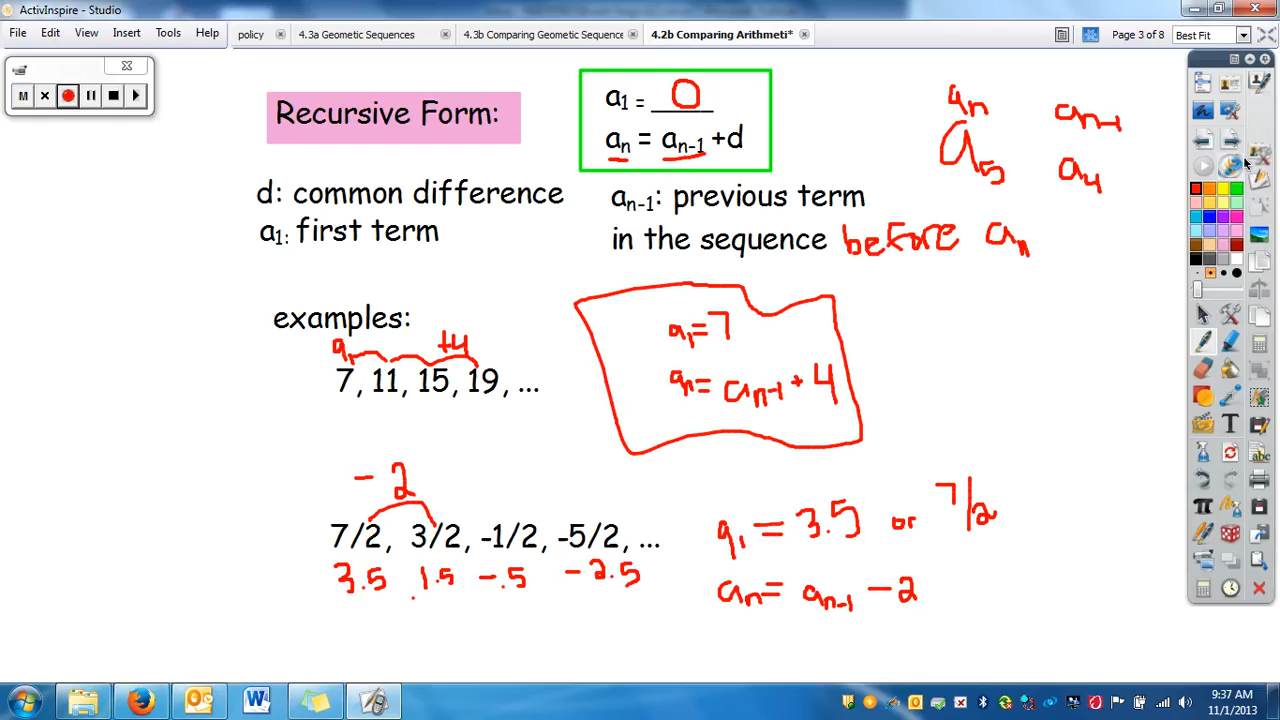 ActivInspire - Studio
File Edit View Insert Tools Help
policy
4.3a Geometic Sequences
4.3b Comparing Gemetic Sequence
4.2b Comparing Arithmeti*
Page 3 of 8
Best Fit
M
Recursive Form:
a1 = 0
an = an-1 +d
an an-1
a5 a4
d: common difference
a1: first term
an-1: previous term
in the sequence before an
examples:
a1 +4
7, 11, 15, 19, ...
a1 = 7
an = an-1 + 4
- 2
7/2, 3/2, -1/2, -5/2, ...
3.5 1.5 -.5 -2.5
a1 = 3.5 or 7/2
an = an-1 - 2
9:37 AM
11/1/2013